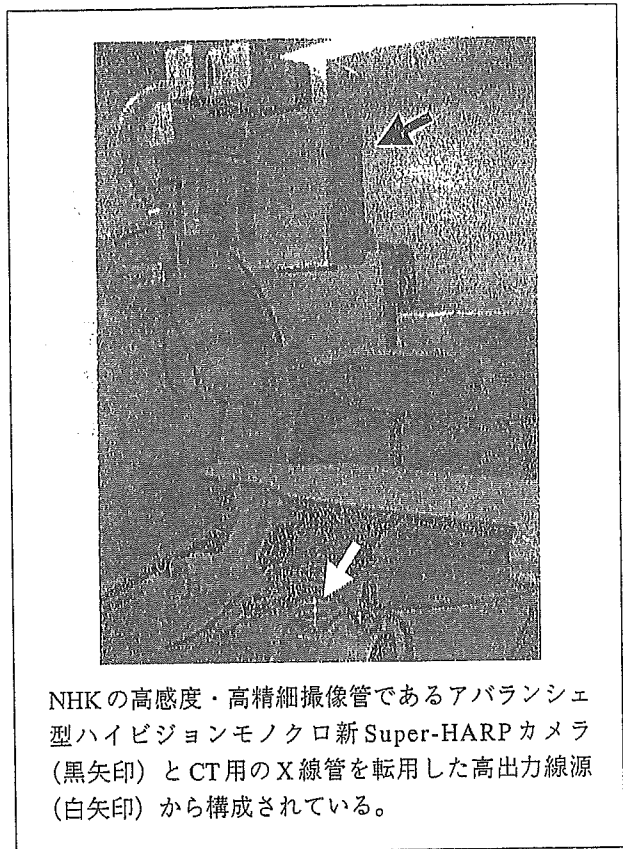 NHKの高感度・高精細撮像管であるアバランシェ
型ハイビジョンモノクロ新Super-HARPカメラ
（黒矢印）とCT用のX線管を転用した高出力線源
（白矢印）から構成されている。